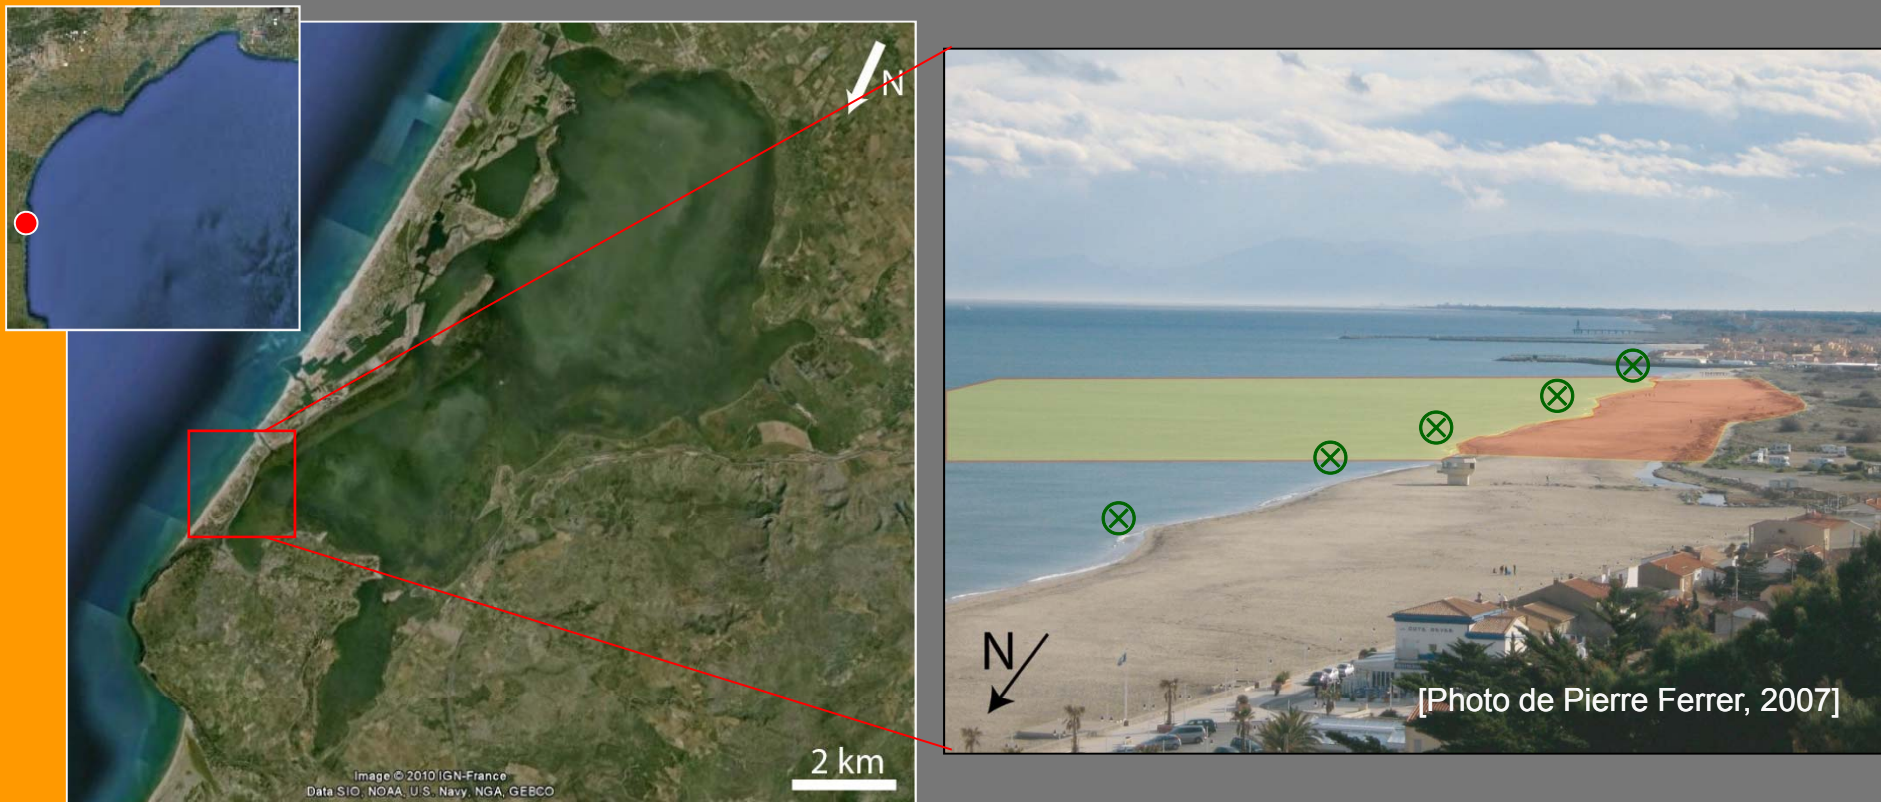 N
Image © 2010 IGN-France
Data SIO, NOAA, U.S. Navy, NGA, GEBCO
2 km
N
[Photo de Pierre Ferrer, 2007]